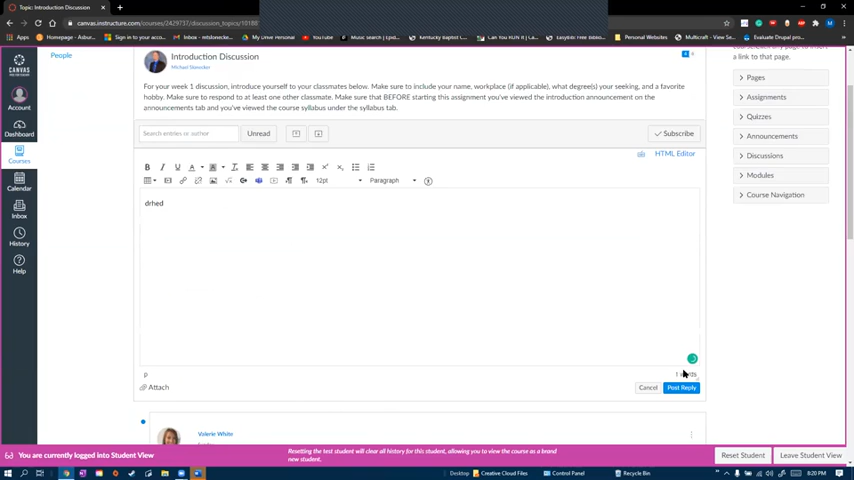 Topic: Introduction Discussion
canvas.instructure.com/courses/2429737/discussion_topics/
Apps
Homepage - Asbur...
Sign in to your acco...
My Drive Personal
YouTube
Music search | Epid...
Kentucky Baptist C...
Can You RUN It | C...
EasyBib: Free Biblio...
Personal Websites
Multicraft - View Se...
Evaluate Drupal pro...
Account
Dashboard
Courses
Calendar
Inbox
History
Help
People
Introduction Discussion
For your week 1 discussion, introduce yourself to your classmates below. Make sure to include your name, workplace (if applicable), what degree(s) your seeking, and a favorite
hobby. Make sure to respond to at least one other classmate. Make sure that BEFORE starting this assignment you've viewed the introduction announcement on the
announcements tab and you've viewed the course syllabus under the syllabus tab.
Search entries or author
Unread
Subscribe
HTML Editor
12pt
Paragraph
drhed
p
Attach
Cancel
Post Reply
Valerie White
a link to that page.
Pages
Assignments
Quizzes
Announcements
Discussions
Modules
Course Navigation
You are currently logged into Student View
Resetting the test student will clear all history for this student, allowing you to view the course as a brand
new student.
Reset Student
Leave Student View
Desktop
Creative Cloud Files
Control Panel
Recycle Bin
8:20 PM